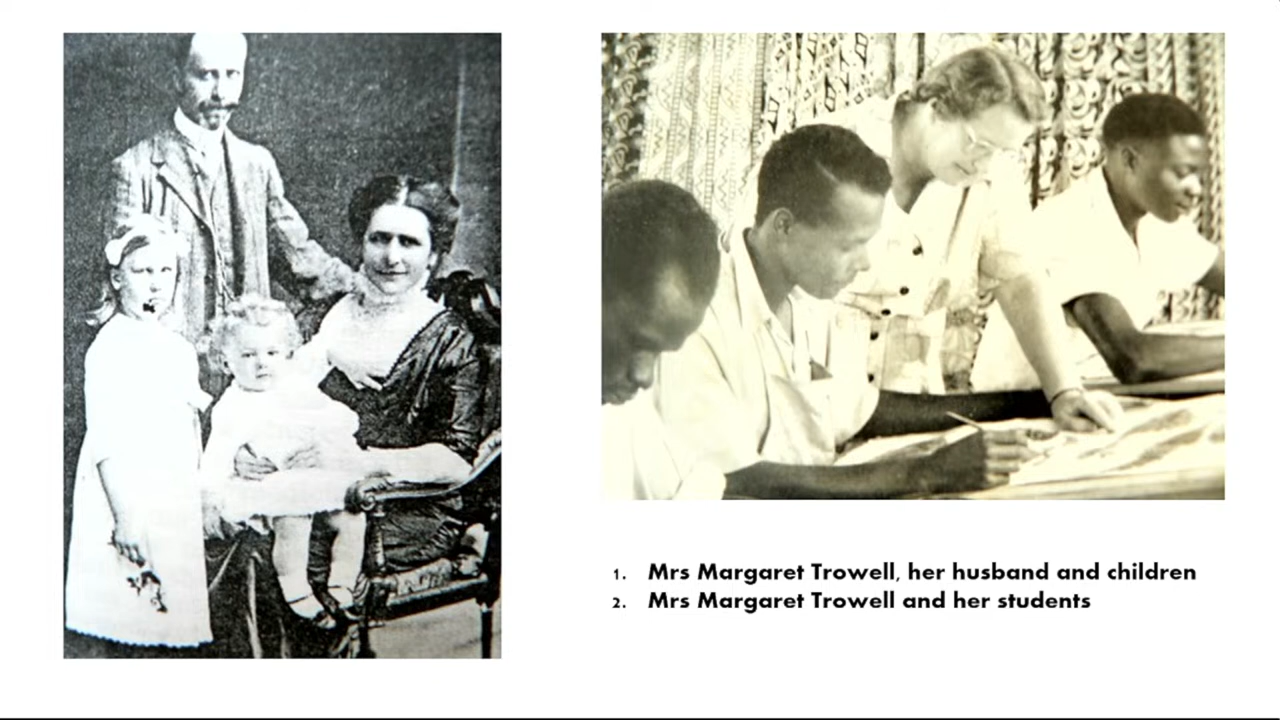 1. Mrs Margaret Trowell, her husband and children
2. Mrs Margaret Trowell and her students